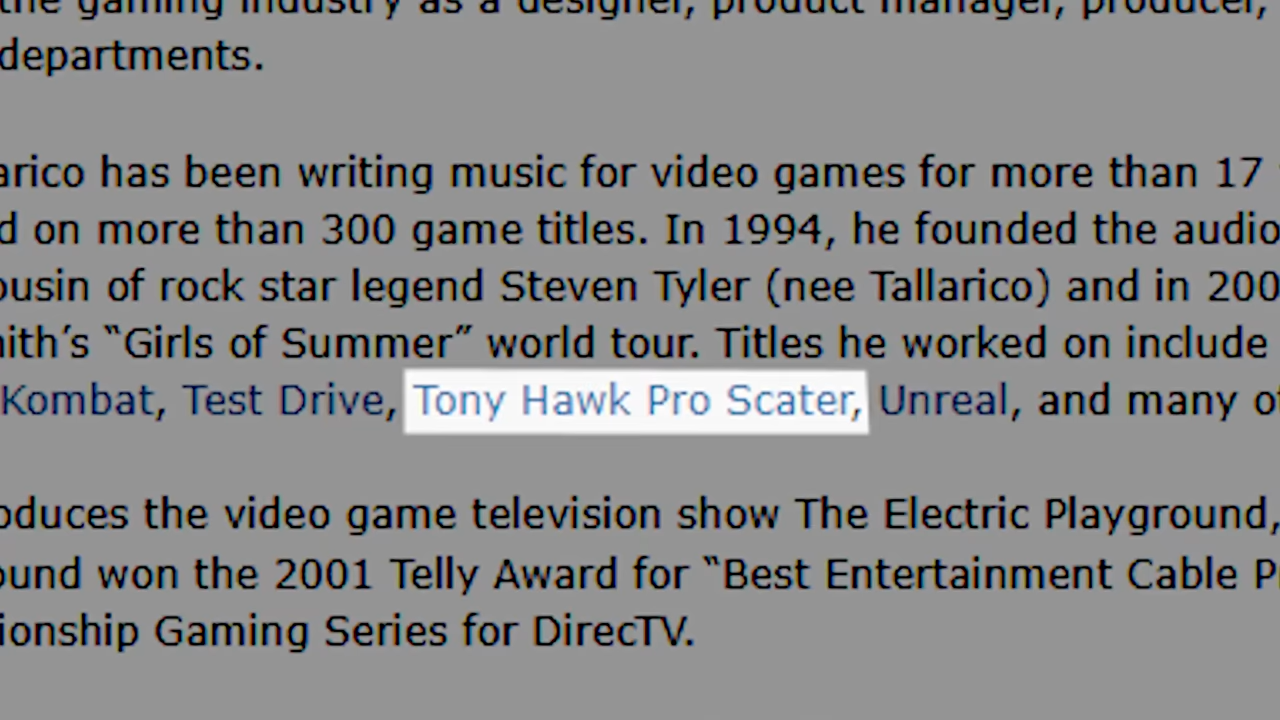 the gaming industry as a designer, product manager, producer,
departments.
arico has been writing music for video games for more than 17
d on more than 300 game titles. In 1994, he founded the audio
ousin of rock star legend Steven Tyler (nee Tallarico) and in 200
ith’s “Girls of Summer” world tour. Titles he worked on include
Kombat, Test Drive, Tony Hawk Pro Scater, Unreal, and many of
oduces the video game television show The Electric Playground,
ound won the 2001 Telly Award for “Best Entertainment Cable P
ionship Gaming Series for DirecTV.